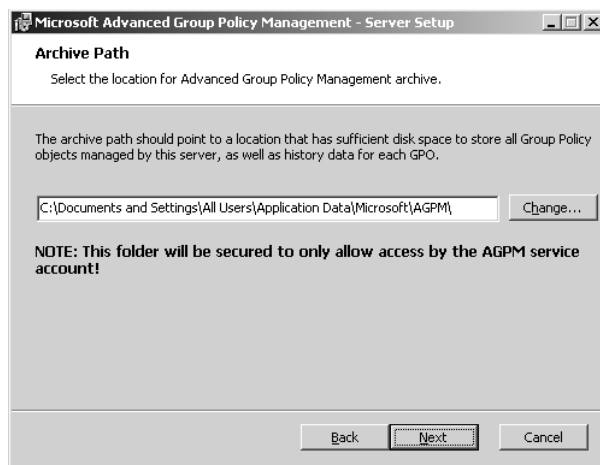 Microsoft Advanced Group Policy Management - Server Setup
Archive Path
Select the location for Advanced Group Policy Management archive.
The archive path should point to a location that has sufficient disk space to store all Group Policy
objects managed by this server, as well as history data for each GPO.
C:\Documents and Settings\All Users\Application Data\Microsoft\AGPM\ Change...
NOTE: This folder will be secured to only allow access by the AGPM service
account!
Back Next Cancel